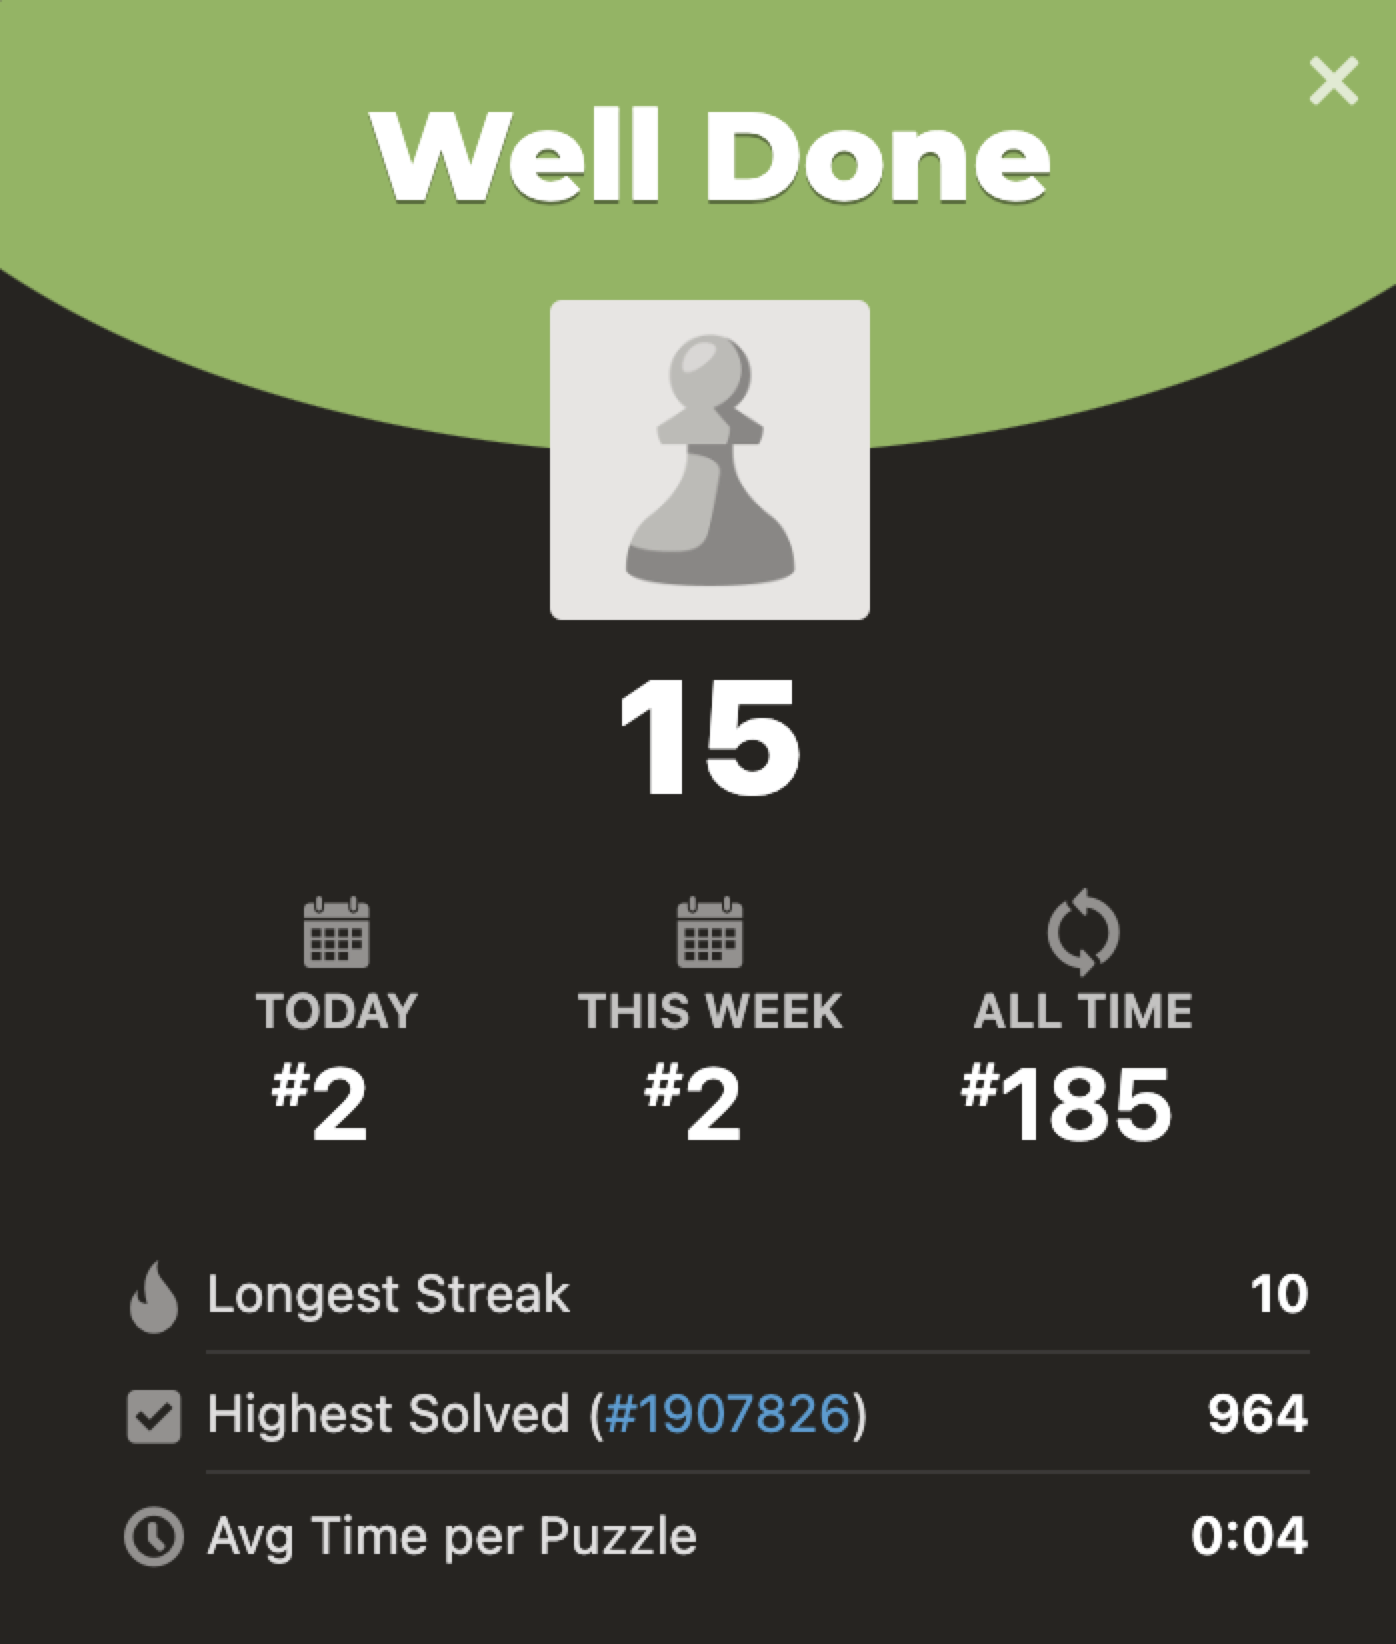 Well Done
15
TODAY THIS WEEK ALL TIME
#2 #2 #185
Longest Streak 10
Highest Solved (#1907826) 964
Avg Time per Puzzle 0:04